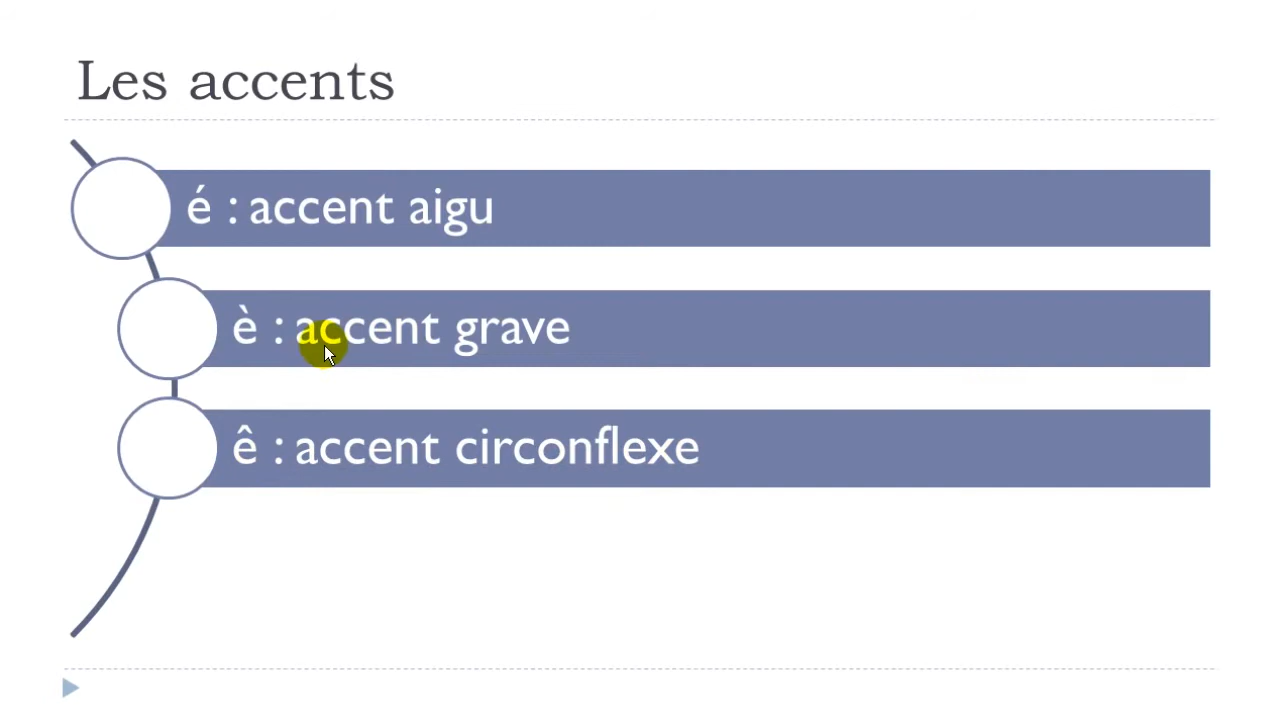 Les accents
é : accent aigu
è : accent grave
ê : accent circonflexe